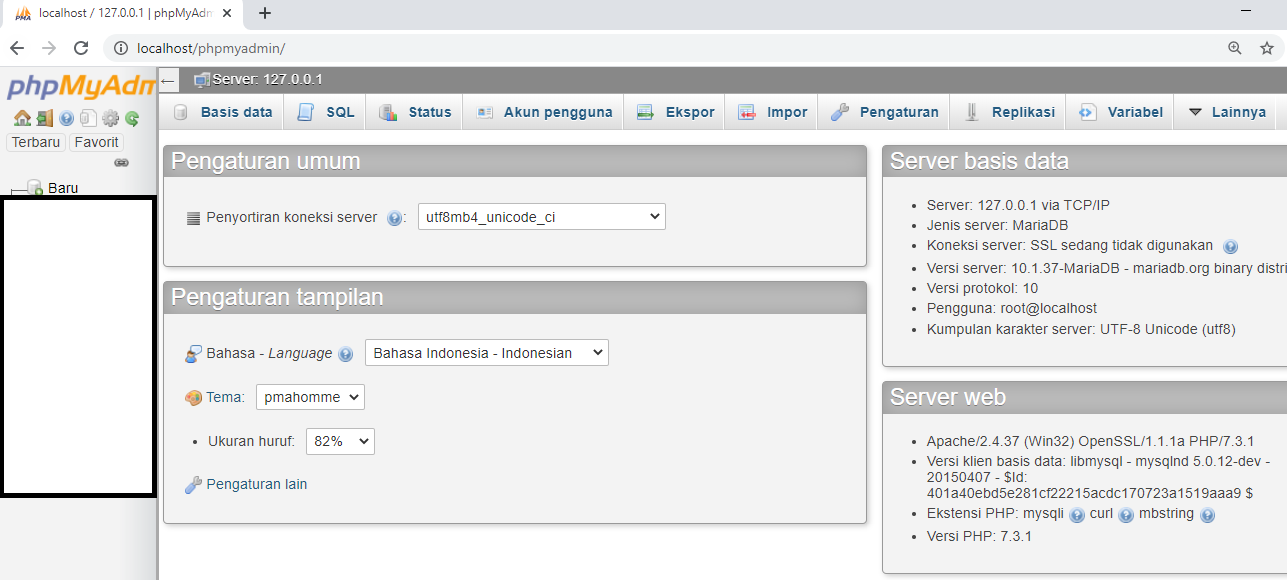 localhost / 127.0.0.1 | phpMyAdm
localhost/phpmyadmin/
phpMyAdm
Terbaru Favorit
Baru
Server: 127.0.0.1
Basis data SQL Status Akun pengguna Ekspor Impor Pengaturan Replikasi Variabel Lainnya
Pengaturan umum
Penyortiran koneksi server : utf8mb4_unicode_ci
Pengaturan tampilan
Bahasa - Language Bahasa Indonesia - Indonesian
Tema: pmahomme
Ukuran huruf: 82%
Pengaturan lain
Server basis data
Server: 127.0.0.1 via TCP/IP
Jenis server: MariaDB
Koneksi server: SSL sedang tidak digunakan
Versi server: 10.1.37-MariaDB - mariadb.org binary distri
Versi protokol: 10
Pengguna: root@localhost
Kumpulan karakter server: UTF-8 Unicode (utf8)
Server web
Apache/2.4.37 (Win32) OpenSSL/1.1.1a PHP/7.3.1
Versi klien basis data: libmysql - mysqlnd 5.0.12-dev -
20150407 - $Id:
401a40ebd5e281cf22215acdc170723a1519aaa9 $
Ekstensi PHP: mysqli curl mbstring
Versi PHP: 7.3.1